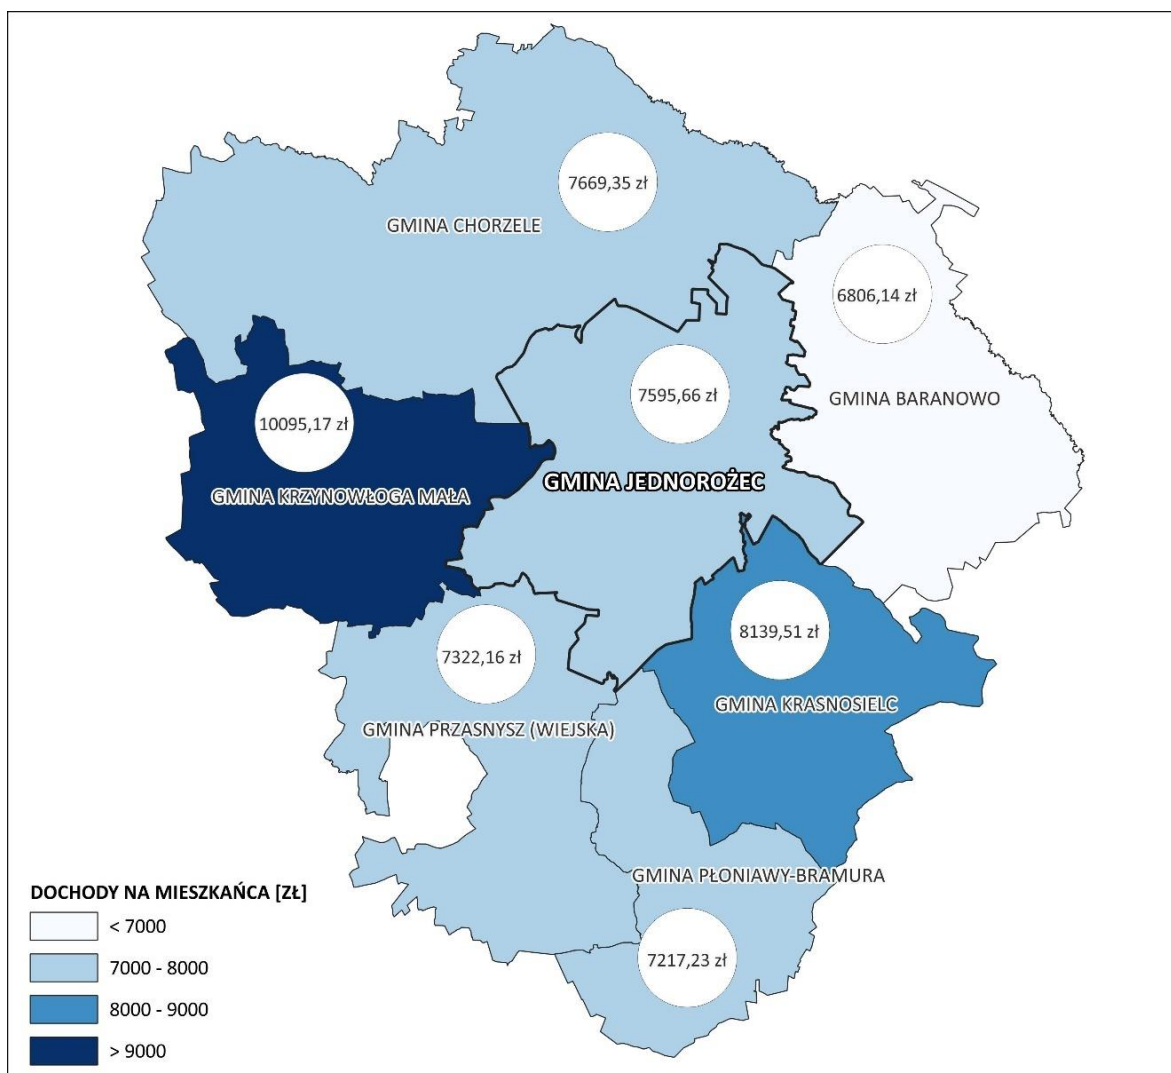 7669,35 zł
GMINA CHORZELE
6806,14 zł
7595,66 zł
GMINA BARANOWO
10095,17 zł
GMINA JEDNOROŻEC
GMINA KRZYNOWŁOGA MAŁA
8139,51 zł
7322,16 zł
GMINA KRASNOSIELC
GMINA PRZASNYSZ (WIEJSKA)
GMINA PŁONIAWY-BRAMURA
7217,23 zł
DOCHODY NA MIESZKAŃCA [ZŁ]
< 7000
7000 - 8000
8000 - 9000
> 9000